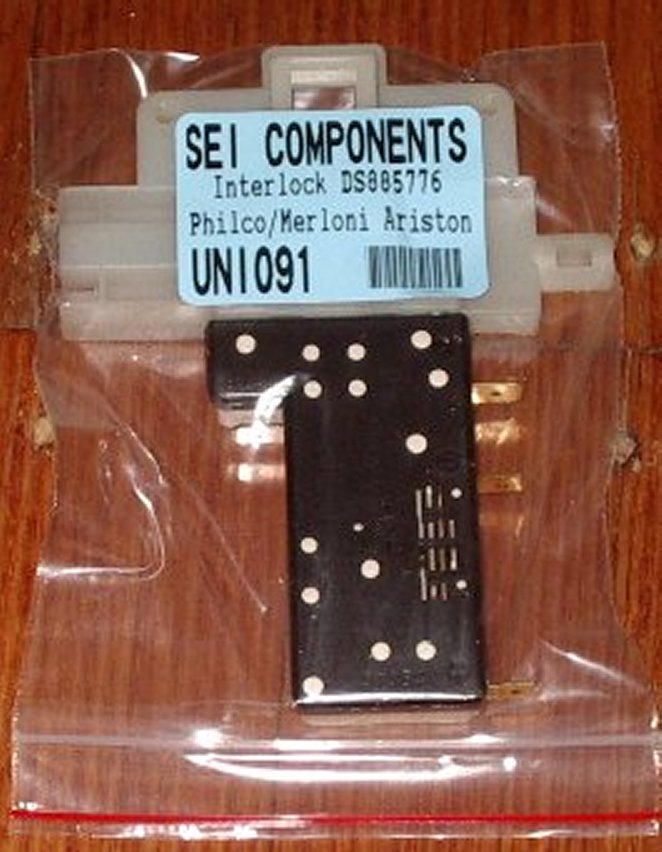 SEI COMPONENTS
Interlock DS885776
Philco/Merloni Ariston
UNI091